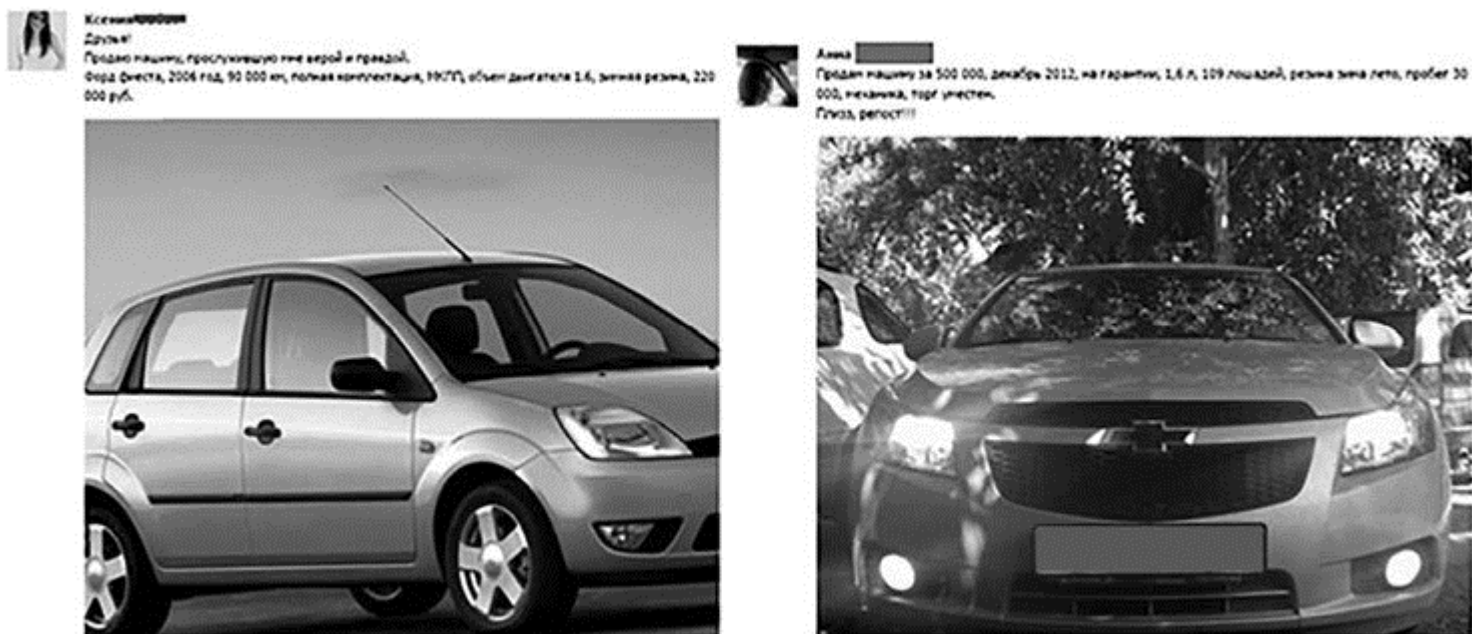 Ксения
Друзья!
Продаю машину, прослужившую мне верой и правдой.
Форд фиеста, 2006 год, 90 000 км, полная комплектация, МКПП, объем двигателя 1.6, зимняя резина, 220
000 руб.
Анна
Продам машину за 500 000, декабрь 2012, на гарантии, 1,6 л, 109 лошадей, резина зима лето, пробег 30
000, механика, торг уместен.
Плизз, репост!!!